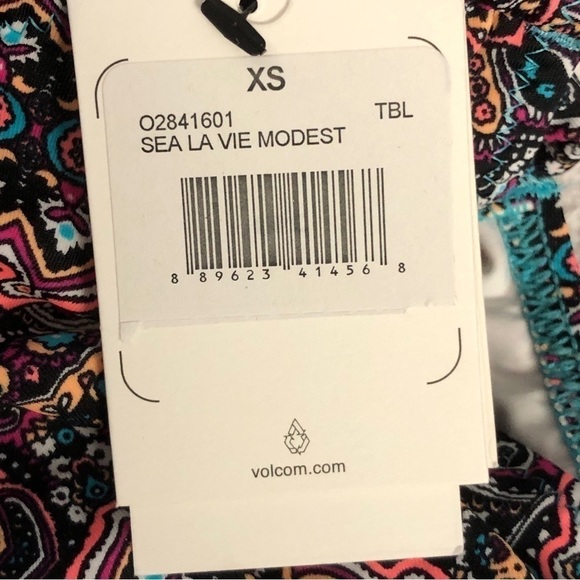 XS
O2841601 TBL
SEA LA VIE MODEST
8 89623 41456 8
volcom.com